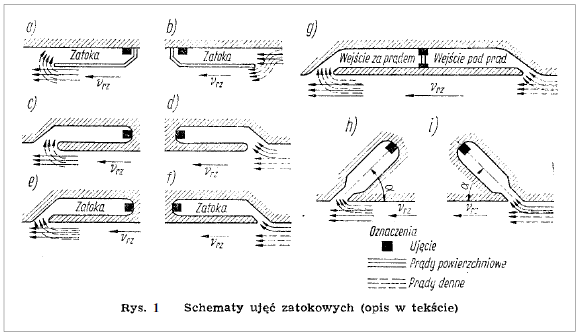 a)
b)
g)
Zatoka
Zatoka
Wejście za prądem
Wejście pod prąd
vrz
vrz
vrz
c)
d)
vrz
vrz
h)
i)
e)
f)
Zatoka
Zatoka
α
α
vrz
vrz
vrz
vrz
Oznaczenia
Ujęcie
Prądy powierzchniowe
Prądy denne
Rys. 1 Schematy ujęć zatokowych (opis w tekście)